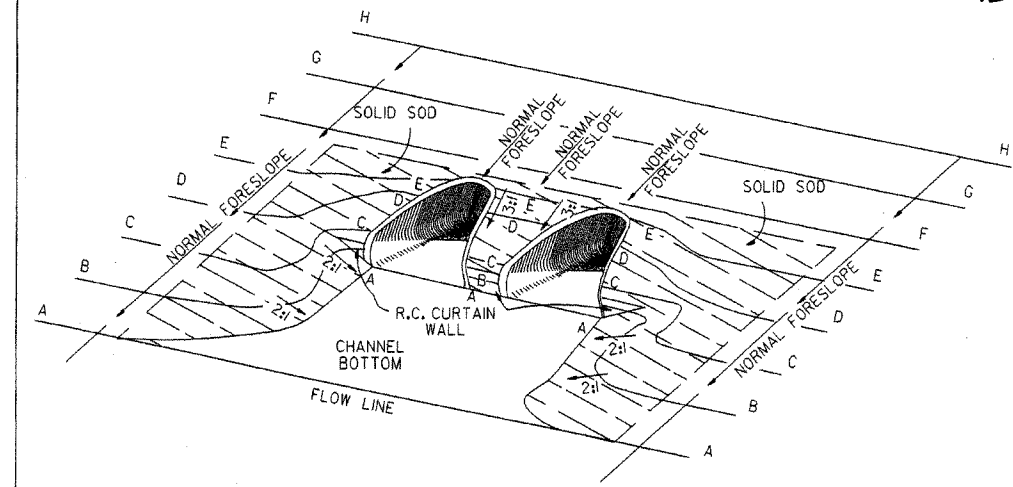 H
G
F
E
D
C
B
A
SOLID SOD
NORMAL FORESLOPE
NORMAL
FORESLOPE
NORMAL
FORESLOPE
NORMAL
FORESLOPE
SOLID SOD
H
G
F
E
D
C
B
A
NORMAL FORESLOPE
E
D
C
2:1
2:1
A
3:1
E
D
3:1
C
B
A
E
D
C
A
2:1
2:1
R.C. CURTAIN
WALL
CHANNEL
BOTTOM
FLOW LINE